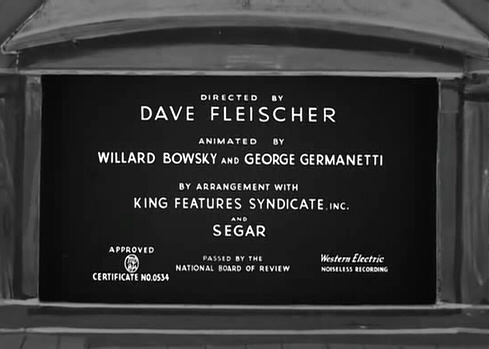 DIRECTED BY
DAVE FLEISCHER
ANIMATED BY
WILLARD BOWSKY AND GEORGE GERMANETTI
BY ARRANGEMENT WITH
KING FEATURES SYNDICATE, INC.
AND
SEGAR
APPROVED
CERTIFICATE NO.0534
PASSED BY THE
NATIONAL BOARD OF REVIEW
Western Electric
NOISELESS RECORDING